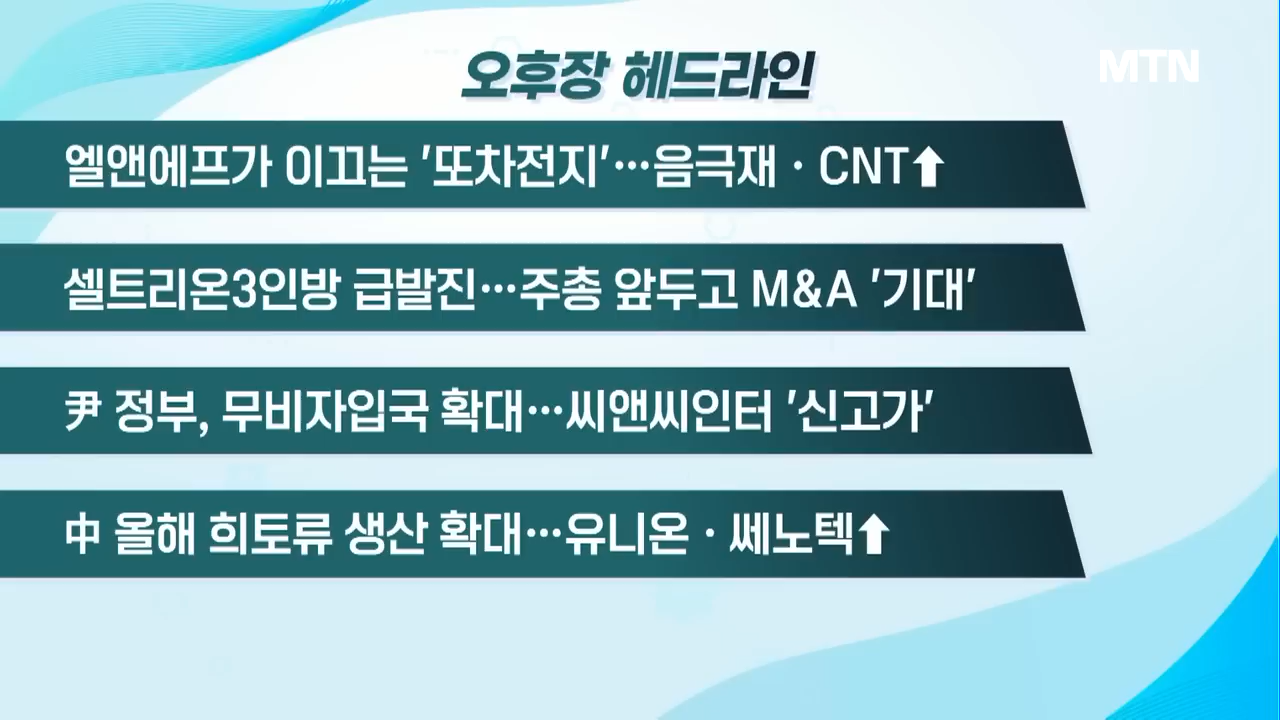 오후장 헤드라인
MTN
엘앤에프가 이끄는 '또차전지'…음극재 · CNT⬆
셀트리온3인방 급발진…주총 앞두고 M&A '기대'
尹 정부, 무비자입국 확대…씨앤씨인터 '신고가'
中 올해 희토류 생산 확대…유니온 · 쎄노텍⬆